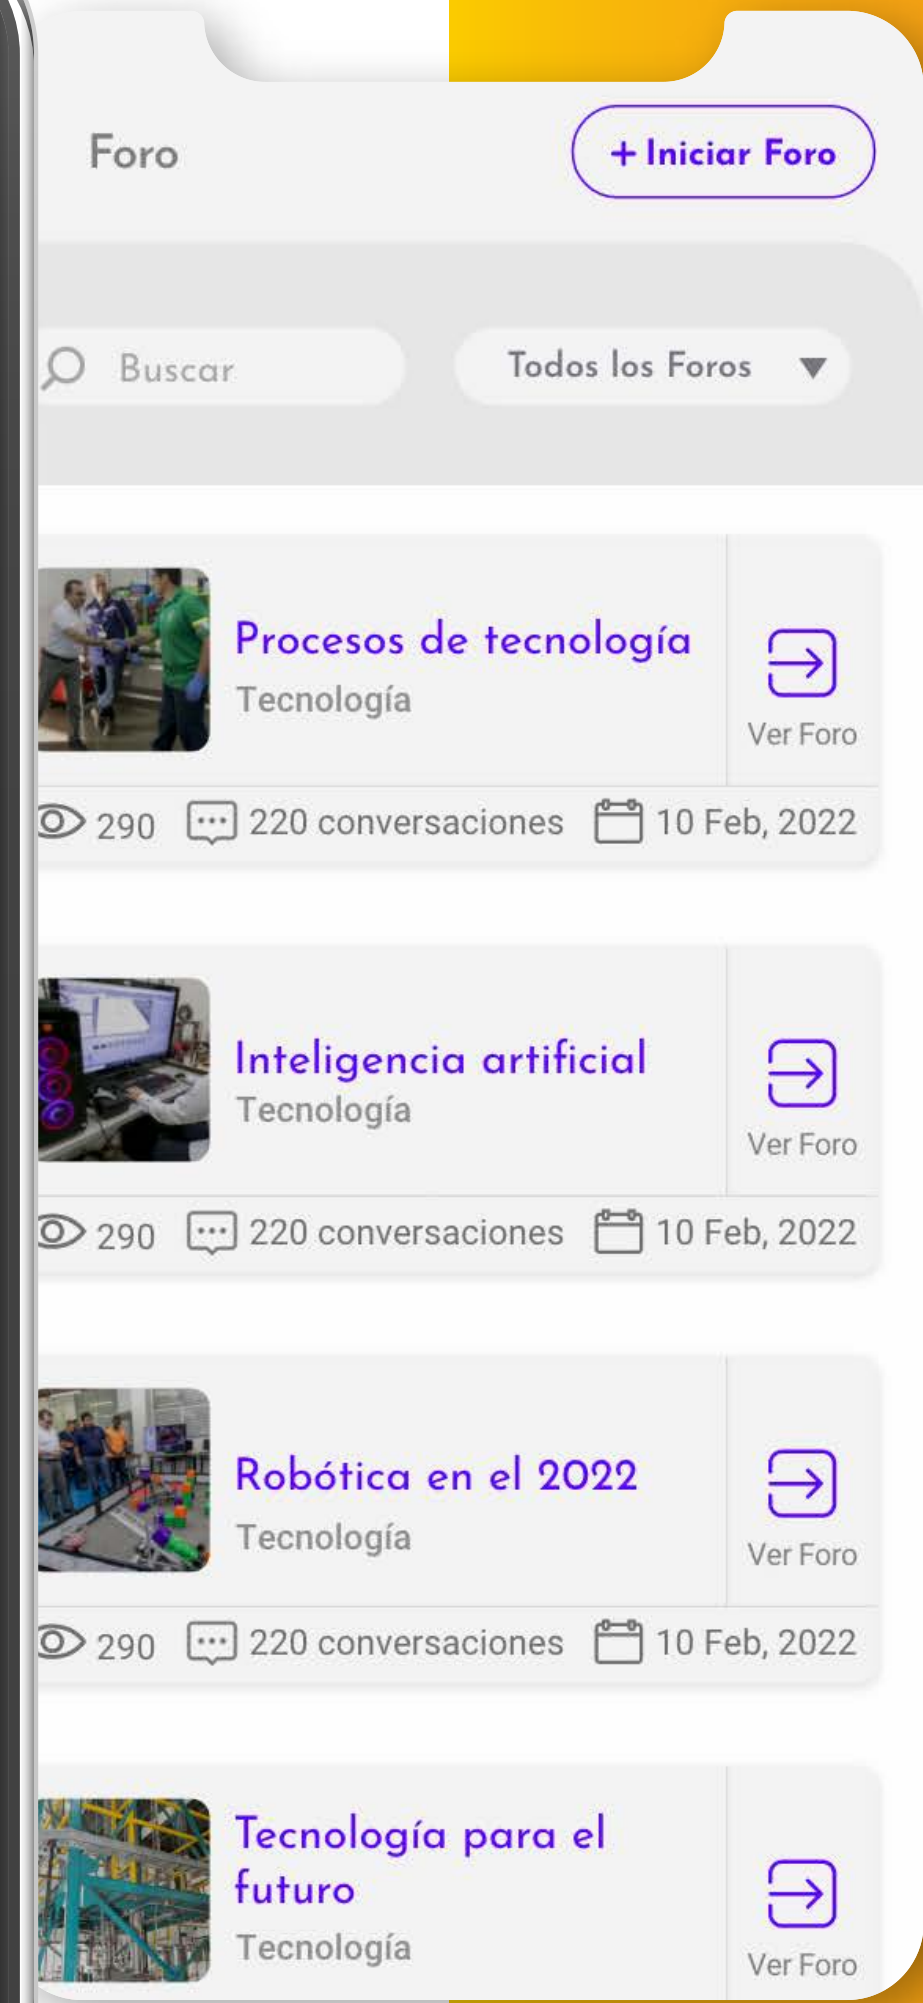 Foro
+ Iniciar Foro
Buscar
Todos los Foros
Procesos de tecnología
Tecnología
Ver Foro
290
220 conversaciones
10 Feb, 2022
Inteligencia artificial
Tecnología
Ver Foro
290
220 conversaciones
10 Feb, 2022
Robótica en el 2022
Tecnología
Ver Foro
290
220 conversaciones
10 Feb, 2022
Tecnología para el
futuro
Tecnología
Ver Foro